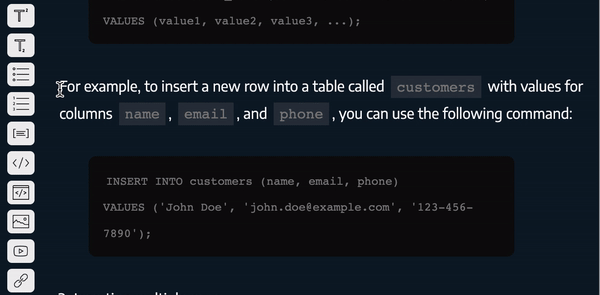 VALUES (value1, value2, value3, ...);
For example, to insert a new row into a table called customers with values for
columns name , email , and phone , you can use the following command:
INSERT INTO customers (name, email, phone)
VALUES ('John Doe', 'john.doe@example.com', '123-456-
7890');